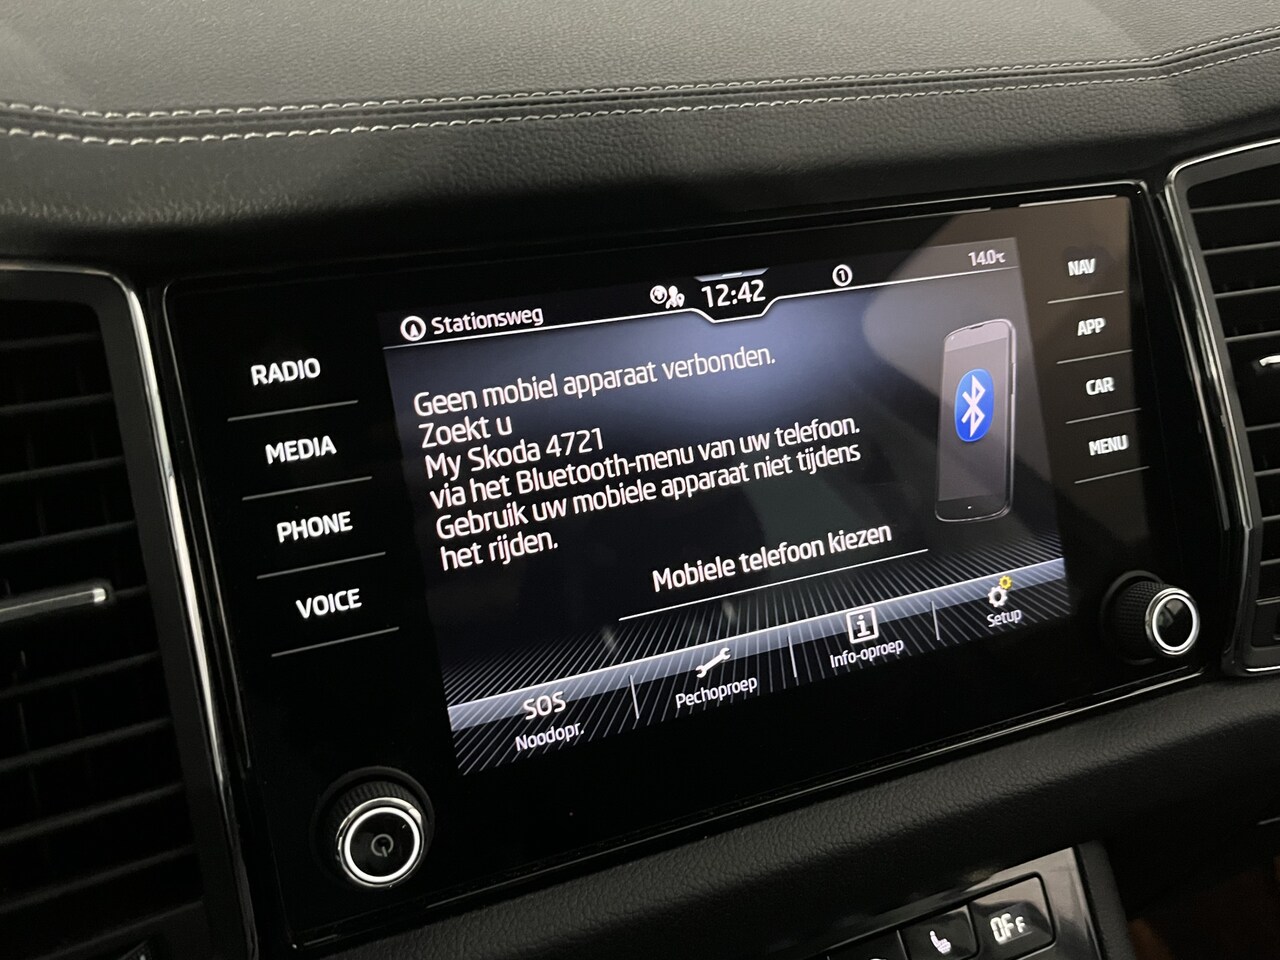 Stationsweg
12:42
1
14.0°C
RADIO
MEDIA
PHONE
VOICE
NAV
APP
CAR
MENU
Geen mobiel apparaat verbonden.
Zoekt u
My Skoda 4721
via het Bluetooth-menu van uw telefoon.
Gebruik uw mobiele apparaat niet tijdens
het rijden.
Mobiele telefoon kiezen
SOS
Noodopr.
Pechoproep
Info-oproep
Setup
OFF